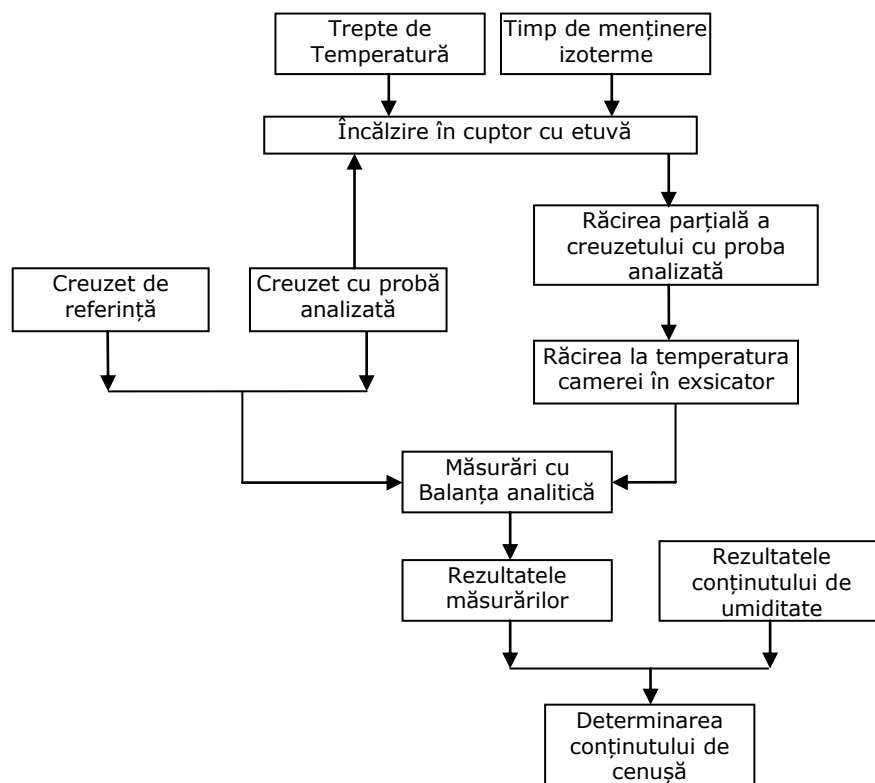 Trepte de
Temperatură
Timp de menținere
izoterme
Încălzire în cuptor cu etuvă
Răcirea parțială a
creuzetului cu proba
analizată
Creuzet de
referință
Creuzet cu probă
analizată
Răcirea la temperatura
camerei în exsicator
Măsurări cu
Balanța analitică
Rezultatele
măsurărilor
Rezultatele
conținutului de
umiditate
Determinarea
conținutului de
cenușă